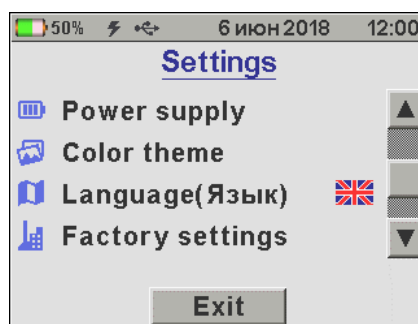 50% 6 июн 2018 12:00
Settings
Power supply
Color theme
Language(Язык)
Factory settings
Exit